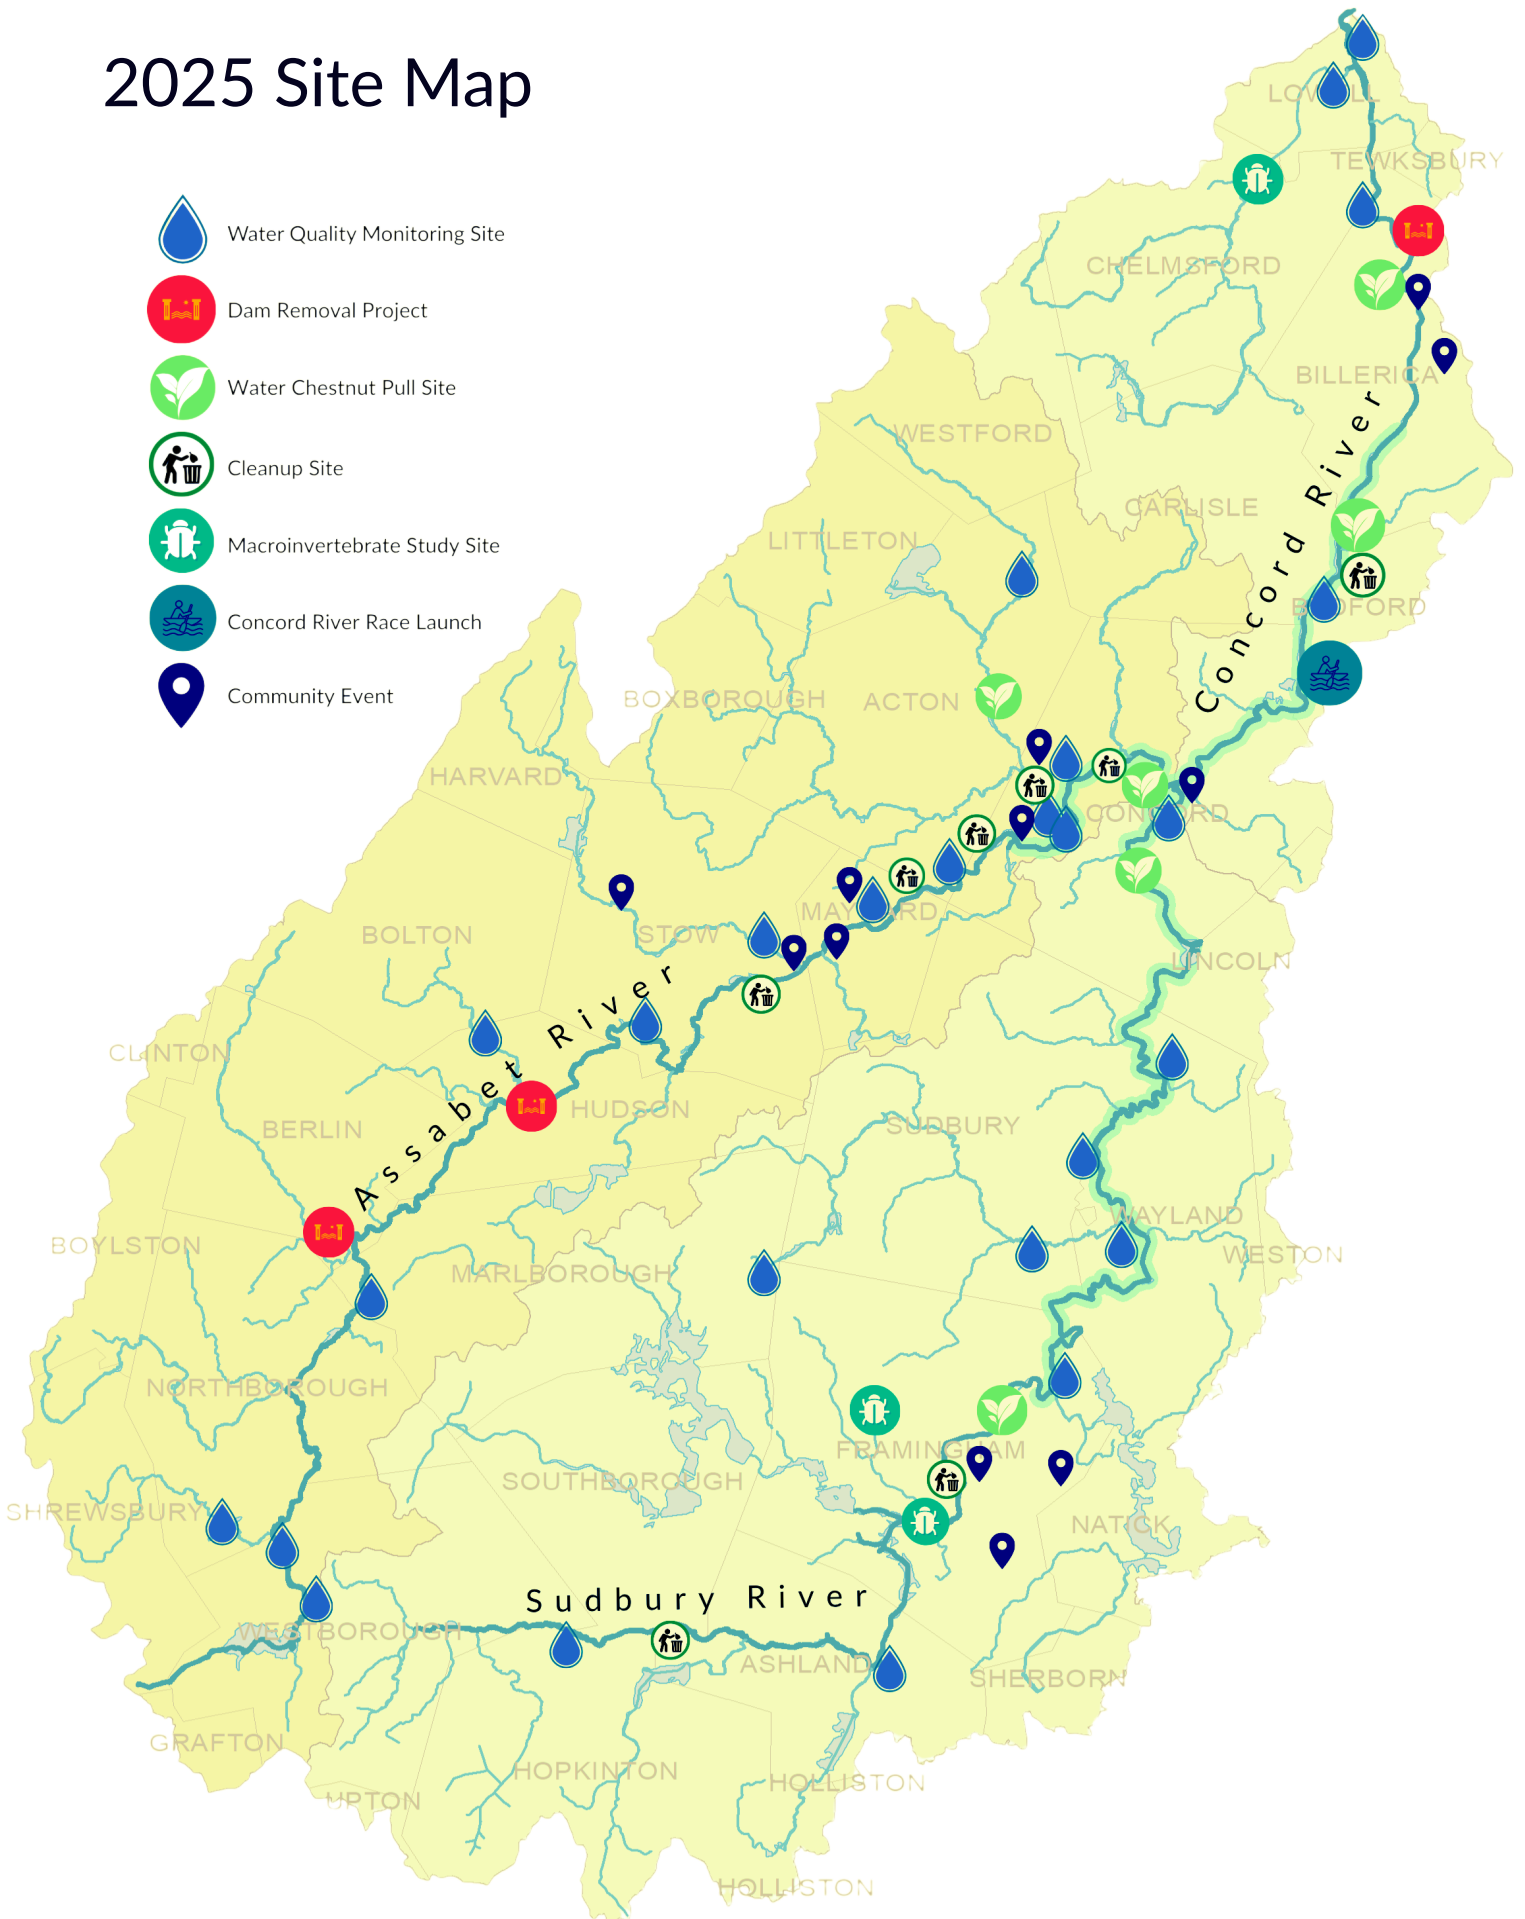 2025 Site Map
Water Quality Monitoring Site
Dam Removal Project
Water Chestnut Pull Site
Cleanup Site
Macroinvertebrate Study Site
Concord River Race Launch
Community Event
LOWELL
TEWKSBURY
CHELMSFORD
BILLERICA
WESTFORD
CARLISLE
LITTLETON
Concord River
BEDFORD
BOXBOROUGH
ACTON
HARVARD
CONCORD
MAYNARD
BOLTON
STOW
LINCOLN
Assabet River
CLINTON
HUDSON
BERLIN
SUDBURY
WAYLAND
BOYLSTON
WESTON
MARLBOROUGH
NORTHBOROUGH
FRAMINGHAM
SOUTHBOROUGH
SHREWSBURY
NATICK
Sudbury River
WESTBOROUGH
ASHLAND
SHERBORN
GRAFTON
HOPKINTON
HOLLISTON
UPTON
HOLLISTON